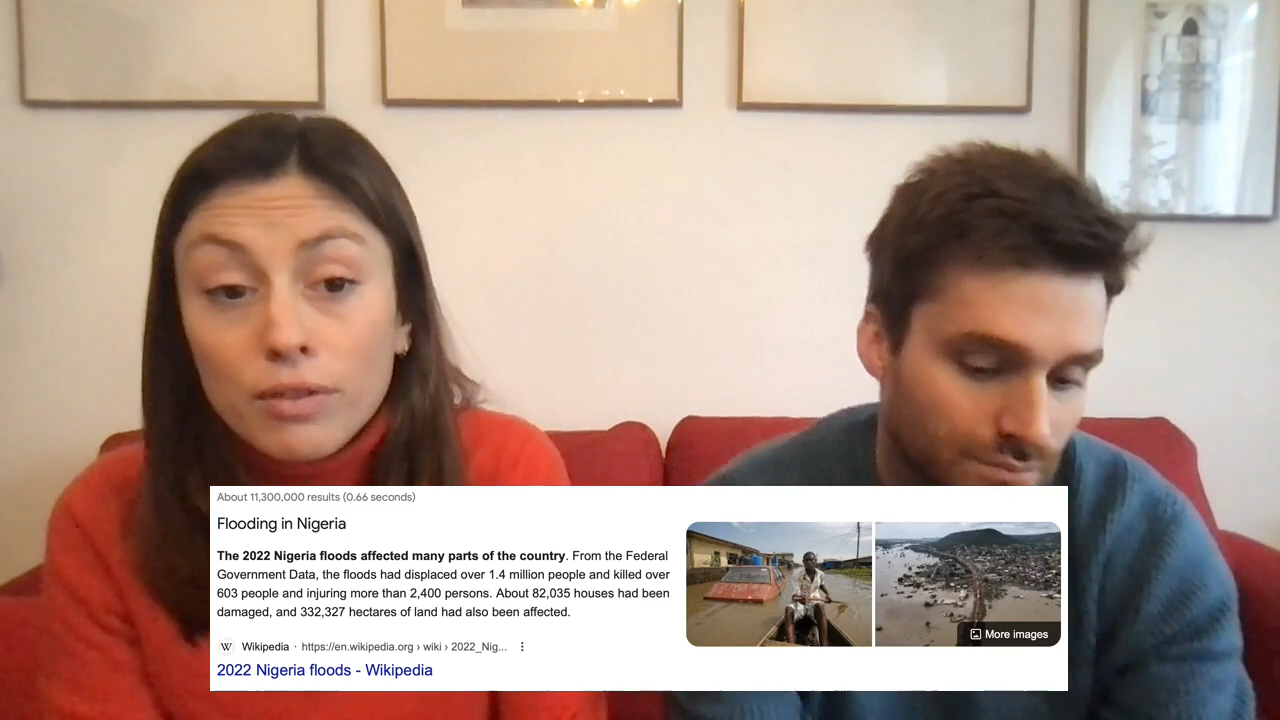 About 11,300,000 results (0.66 seconds)
Flooding in Nigeria
The 2022 Nigeria floods affected many parts of the country. From the Federal
Government Data, the floods had displaced over 1.4 million people and killed over
603 people and injuring more than 2,400 persons. About 82,035 houses had been
damaged, and 332,327 hectares of land had also been affected.
More images
W Wikipedia · https://en.wikipedia.org › wiki › 2022_Nig...
2022 Nigeria floods - Wikipedia